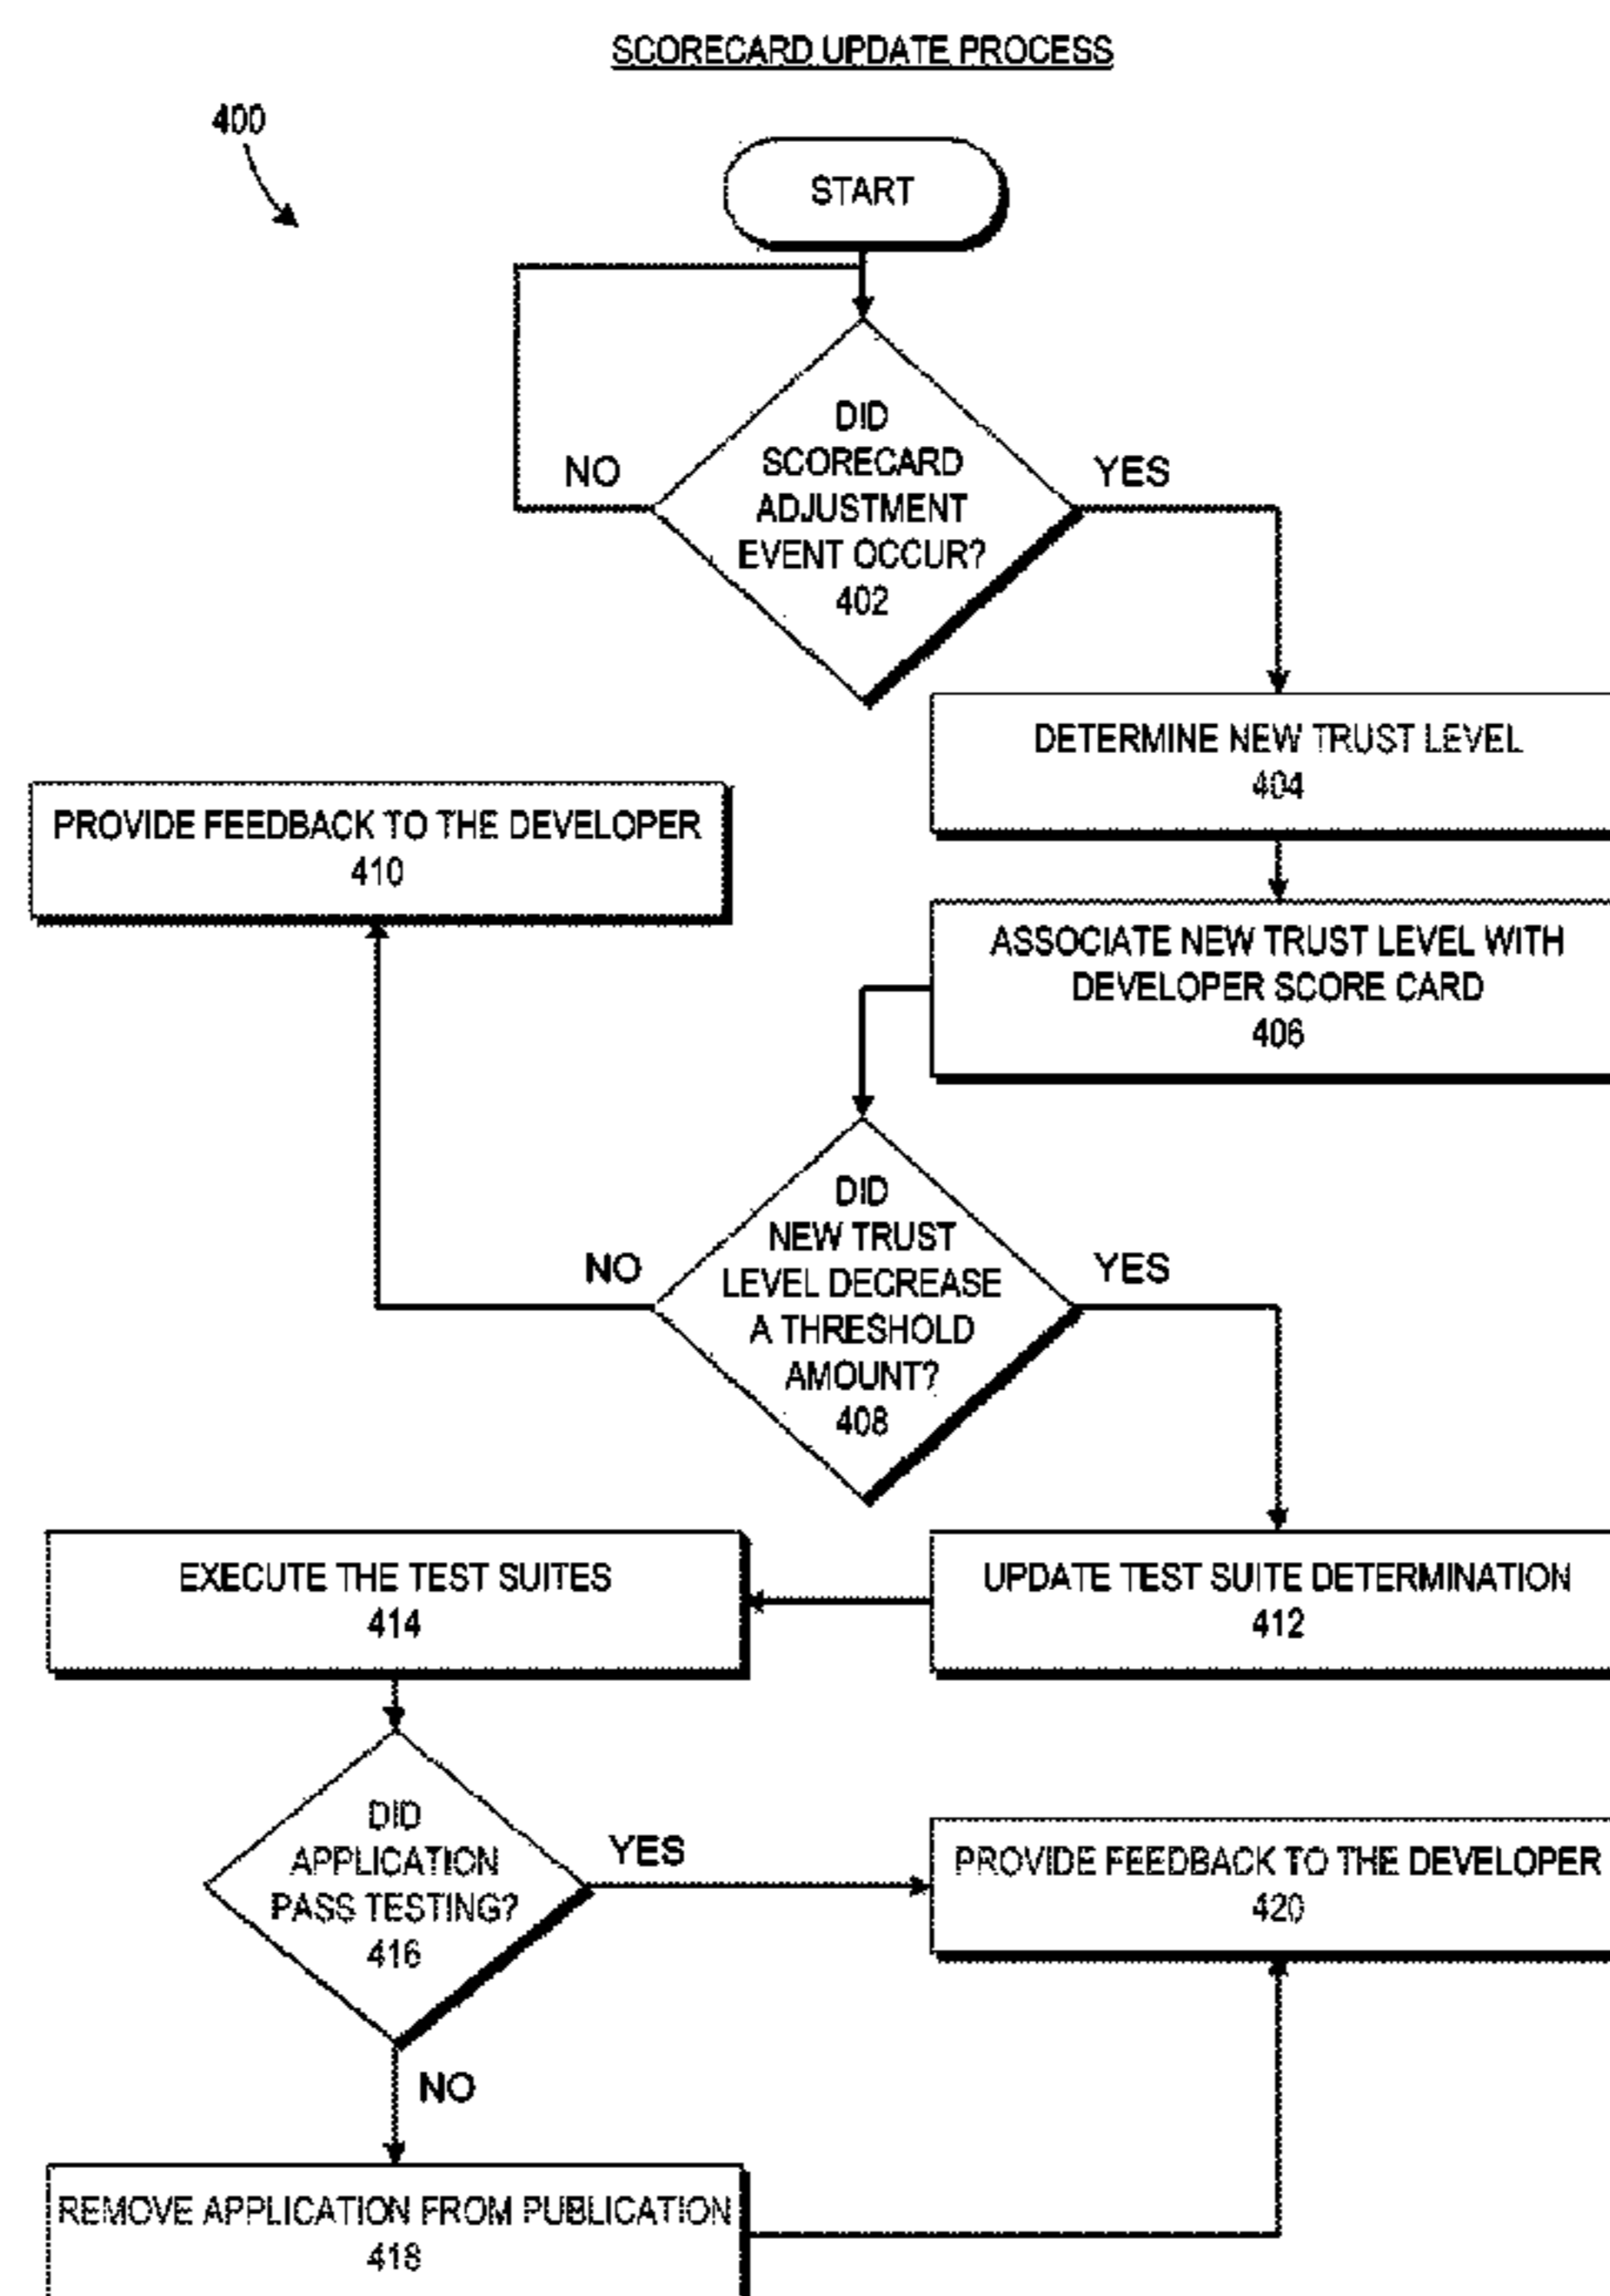 SCORECARD UPDATE PROCESS
400
START
DID
SCORECARD
ADJUSTMENT
EVENT OCCUR?
402
NO
YES
DETERMINE NEW TRUST LEVEL
404
PROVIDE FEEDBACK TO THE DEVELOPER
410
ASSOCIATE NEW TRUST LEVEL WITH
DEVELOPER SCORE CARD
406
DID
NEW TRUST
LEVEL DECREASE
A THRESHOLD
AMOUNT?
408
NO
YES
EXECUTE THE TEST SUITES
414
UPDATE TEST SUITE DETERMINATION
412
DID
APPLICATION
PASS TESTING?
416
YES
PROVIDE FEEDBACK TO THE DEVELOPER
420
NO
REMOVE APPLICATION FROM PUBLICATION
418